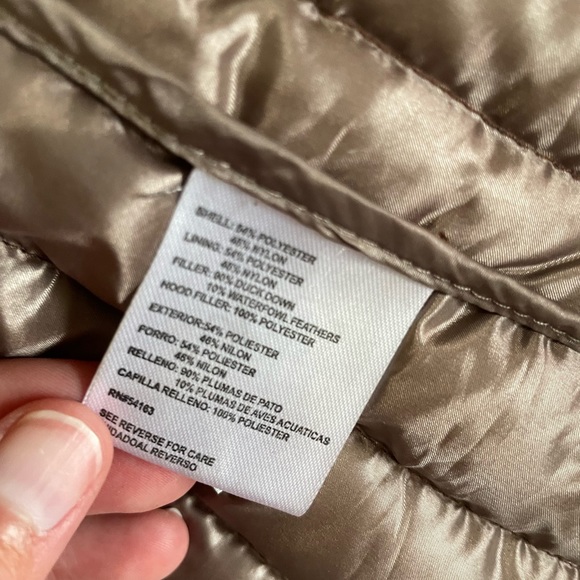 SHELL: 54% POLYESTER
46% NYLON
LINING: 54% POLYESTER
46% NYLON
FILLER: 90% DUCK DOWN
10% WATERFOWL FEATHERS
HOOD FILLER: 100% POLYESTER
EXTERIOR: 54% POLIESTER
46% NILON
FORRO: 54% POLIESTER
46% NILON
RELLENO: 90% PLUMAS DE PATO
10% PLUMAS DE AVES ACUATICAS
CAPILLA RELLENO: 100% POLIESTER
RN#54163
SEE REVERSE FOR CARE
REVERSO